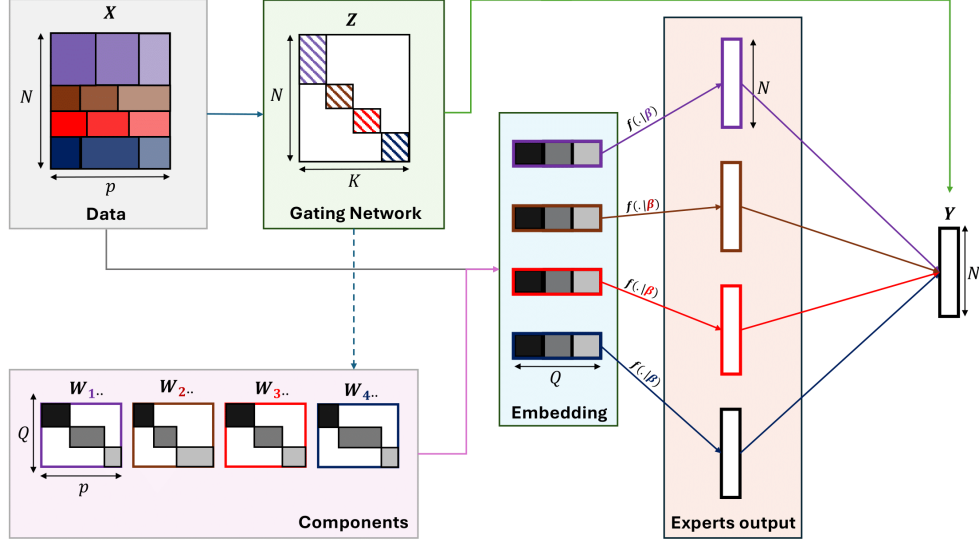 X
N
p
Data
Z
N
K
Gating Network
W₁..
W₂..
W₃..
W₄..
Q
p
Components
Q
Embedding
f(.|β)
f(.|β)
f(.|β)
f(.|β)
N
Experts output
Y
N